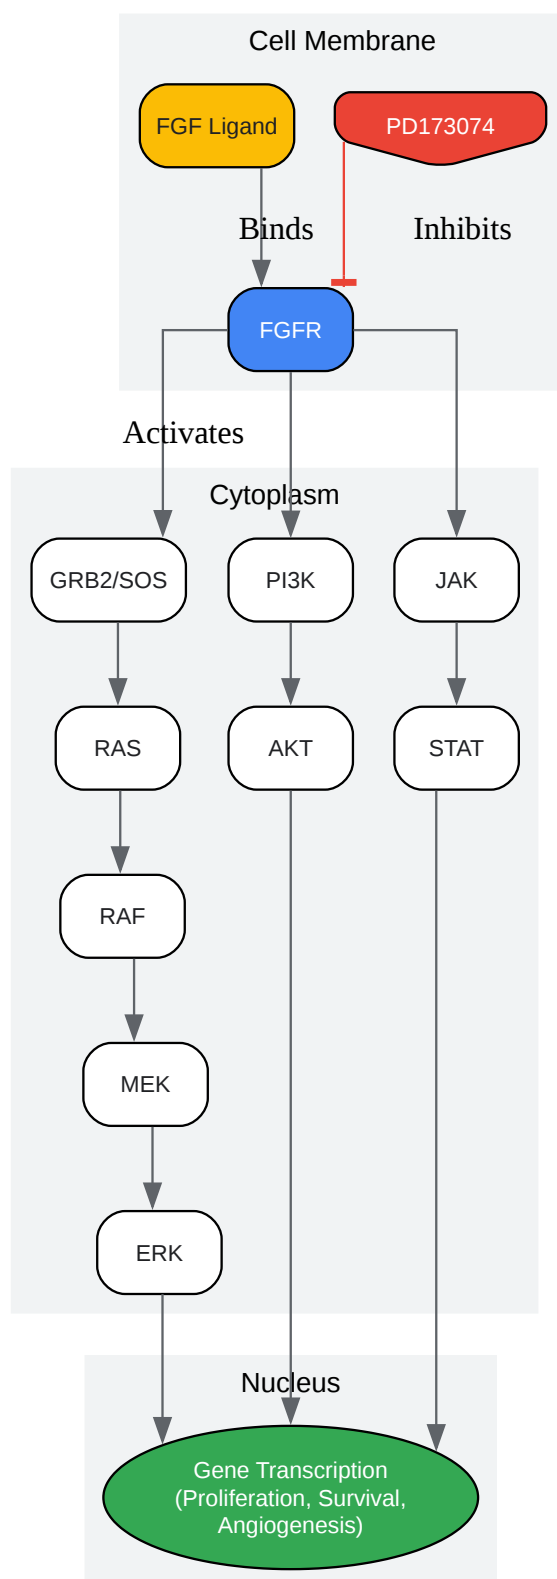 Cell Membrane
FGF Ligand
PD173074
Binds
Inhibits
FGFR
Activates
Cytoplasm
GRB2/SOS
PI3K
JAK
RAS
AKT
STAT
RAF
MEK
ERK
Nucleus
Gene Transcription
(Proliferation, Survival,
Angiogenesis)